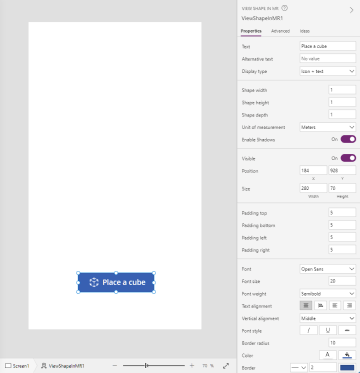 VIEW SHAPE IN MR
ViewShapeInMR1
Properties Advanced Ideas
Text Place a cube
Alternative text No value
Display type Icon + text
Shape width 1
Shape height 1
Shape depth 1
Unit of measurement Meters
Enable Shadows On
Visible On
Position 184 928
X Y
Size 280 70
Width Height
Padding top 5
Padding bottom 5
Padding left 5
Padding right 5
Font Open Sans
Font size 20
Font weight Semibold
Text alignment
Vertical alignment Middle
Font style
Border radius 10
Color A
Border 2
Place a cube
Screen1 ViewShapeInMR1 70 %